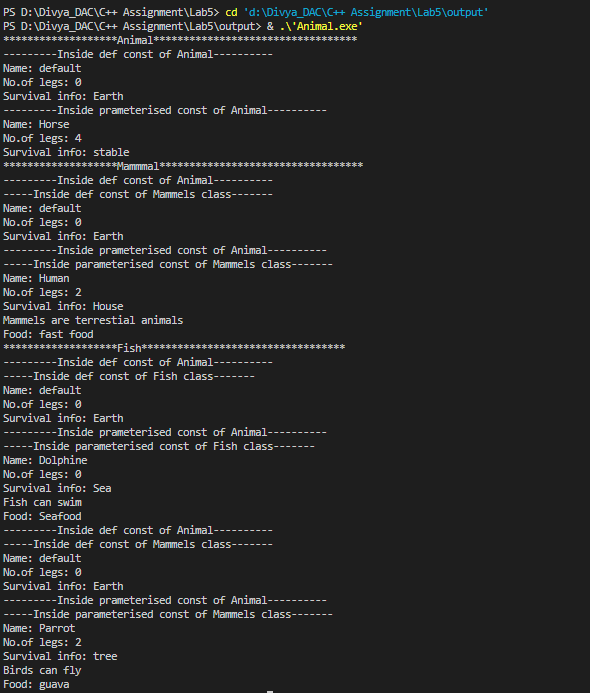 PS D:\Divya_DAC\C++ Assignment\Lab5> cd 'd:\Divya_DAC\C++ Assignment\Lab5\output'
PS D:\Divya_DAC\C++ Assignment\Lab5\output> & .\'Animal.exe'
*******************Animal**********************************
---------Inside def const of Animal----------
Name: default
No.of legs: 0
Survival info: Earth
---------Inside prameterised const of Animal----------
Name: Horse
No.of legs: 4
Survival info: stable
*******************Mammmal**********************************
---------Inside def const of Animal----------
-----Inside def const of Mammels class-------
Name: default
No.of legs: 0
Survival info: Earth
---------Inside prameterised const of Animal----------
-----Inside parameterised const of Mammels class-------
Name: Human
No.of legs: 2
Survival info: House
Mammels are terrestial animals
Food: fast food
*******************Fish**********************************
---------Inside def const of Animal----------
-----Inside def const of Fish class-------
Name: default
No.of legs: 0
Survival info: Earth
---------Inside prameterised const of Animal----------
-----Inside parameterised const of Fish class-------
Name: Dolphine
No.of legs: 0
Survival info: Sea
Fish can swim
Food: Seafood
---------Inside def const of Animal----------
-----Inside def const of Mammels class-------
Name: default
No.of legs: 0
Survival info: Earth
---------Inside prameterised const of Animal----------
-----Inside parameterised const of Mammels class-------
Name: Parrot
No.of legs: 2
Survival info: tree
Birds can fly
Food: guava